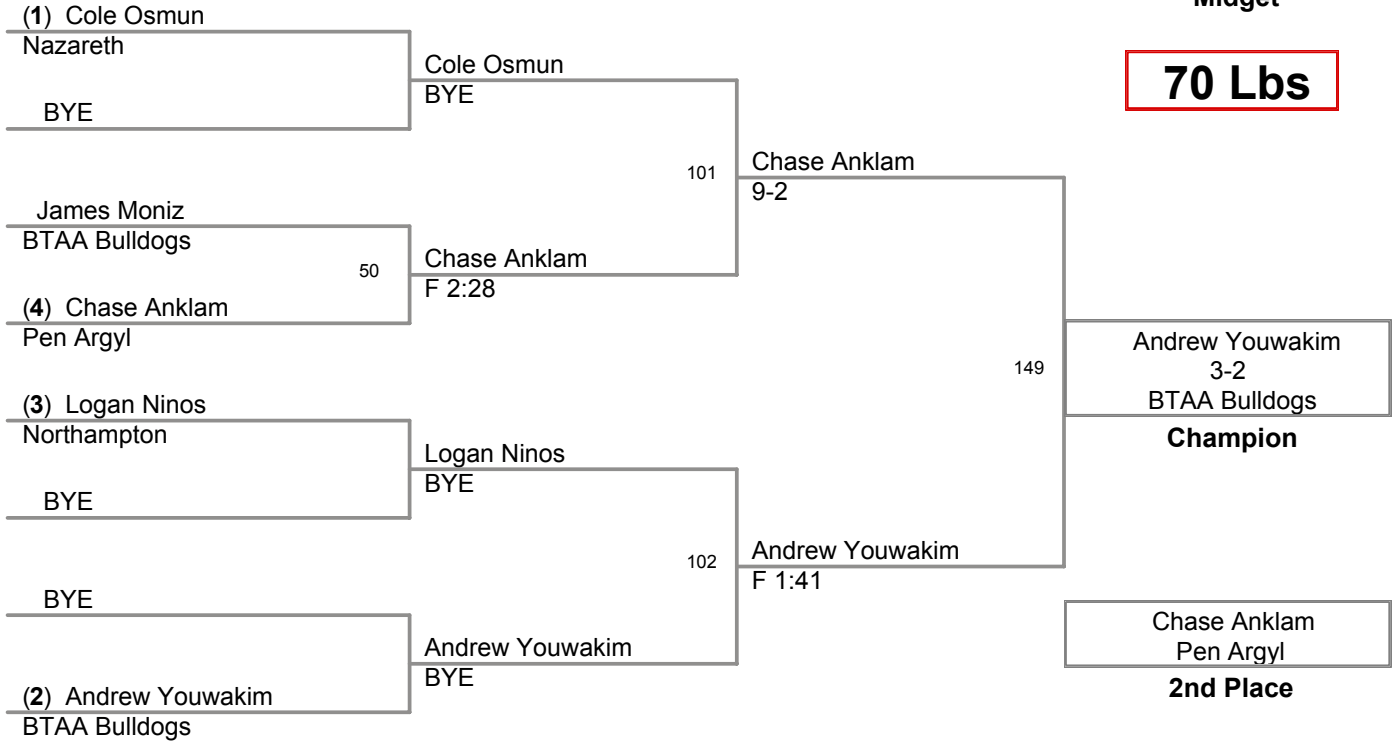 Midget
70 Lbs
(1) Cole Osmun
Nazareth
BYE
James Moniz
BTAA Bulldogs
50
(4) Chase Anklam
Pen Argyl
(3) Logan Ninos
Northampton
BYE
BYE
(2) Andrew Youwakim
BTAA Bulldogs
Cole Osmun
BYE
101
Chase Anklam
F 2:28
Logan Ninos
BYE
102
Andrew Youwakim
BYE
Chase Anklam
9-2
149
Andrew Youwakim
F 1:41
Andrew Youwakim
3-2
BTAA Bulldogs
Champion
Chase Anklam
Pen Argyl
2nd Place